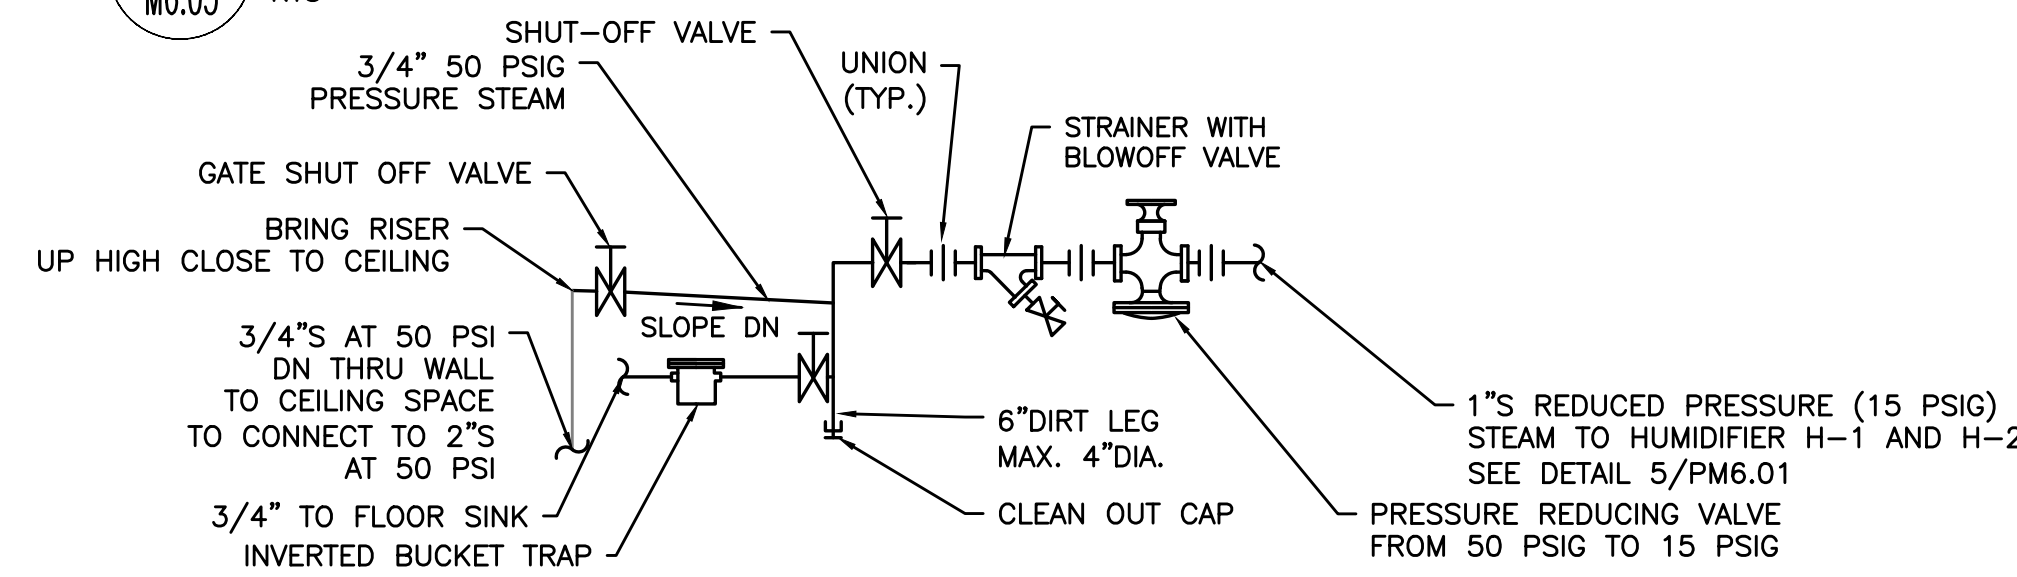 M6.05
SHUT-OFF VALVE
3/4" 50 PSIG
PRESSURE STEAM
UNION
(TYP.)
STRAINER WITH
BLOWOFF VALVE
GATE SHUT OFF VALVE
BRING RISER
UP HIGH CLOSE TO CEILING
SLOPE DN
3/4"S AT 50 PSI
DN THRU WALL
TO CEILING SPACE
TO CONNECT TO 2"S
AT 50 PSI
3/4" TO FLOOR SINK
INVERTED BUCKET TRAP
6"DIRT LEG
MAX. 4"DIA.
CLEAN OUT CAP
1"S REDUCED PRESSURE (15 PSIG)
STEAM TO HUMIDIFIER H-1 AND H-2
SEE DETAIL 5/PM6.01
PRESSURE REDUCING VALVE
FROM 50 PSIG TO 15 PSIG